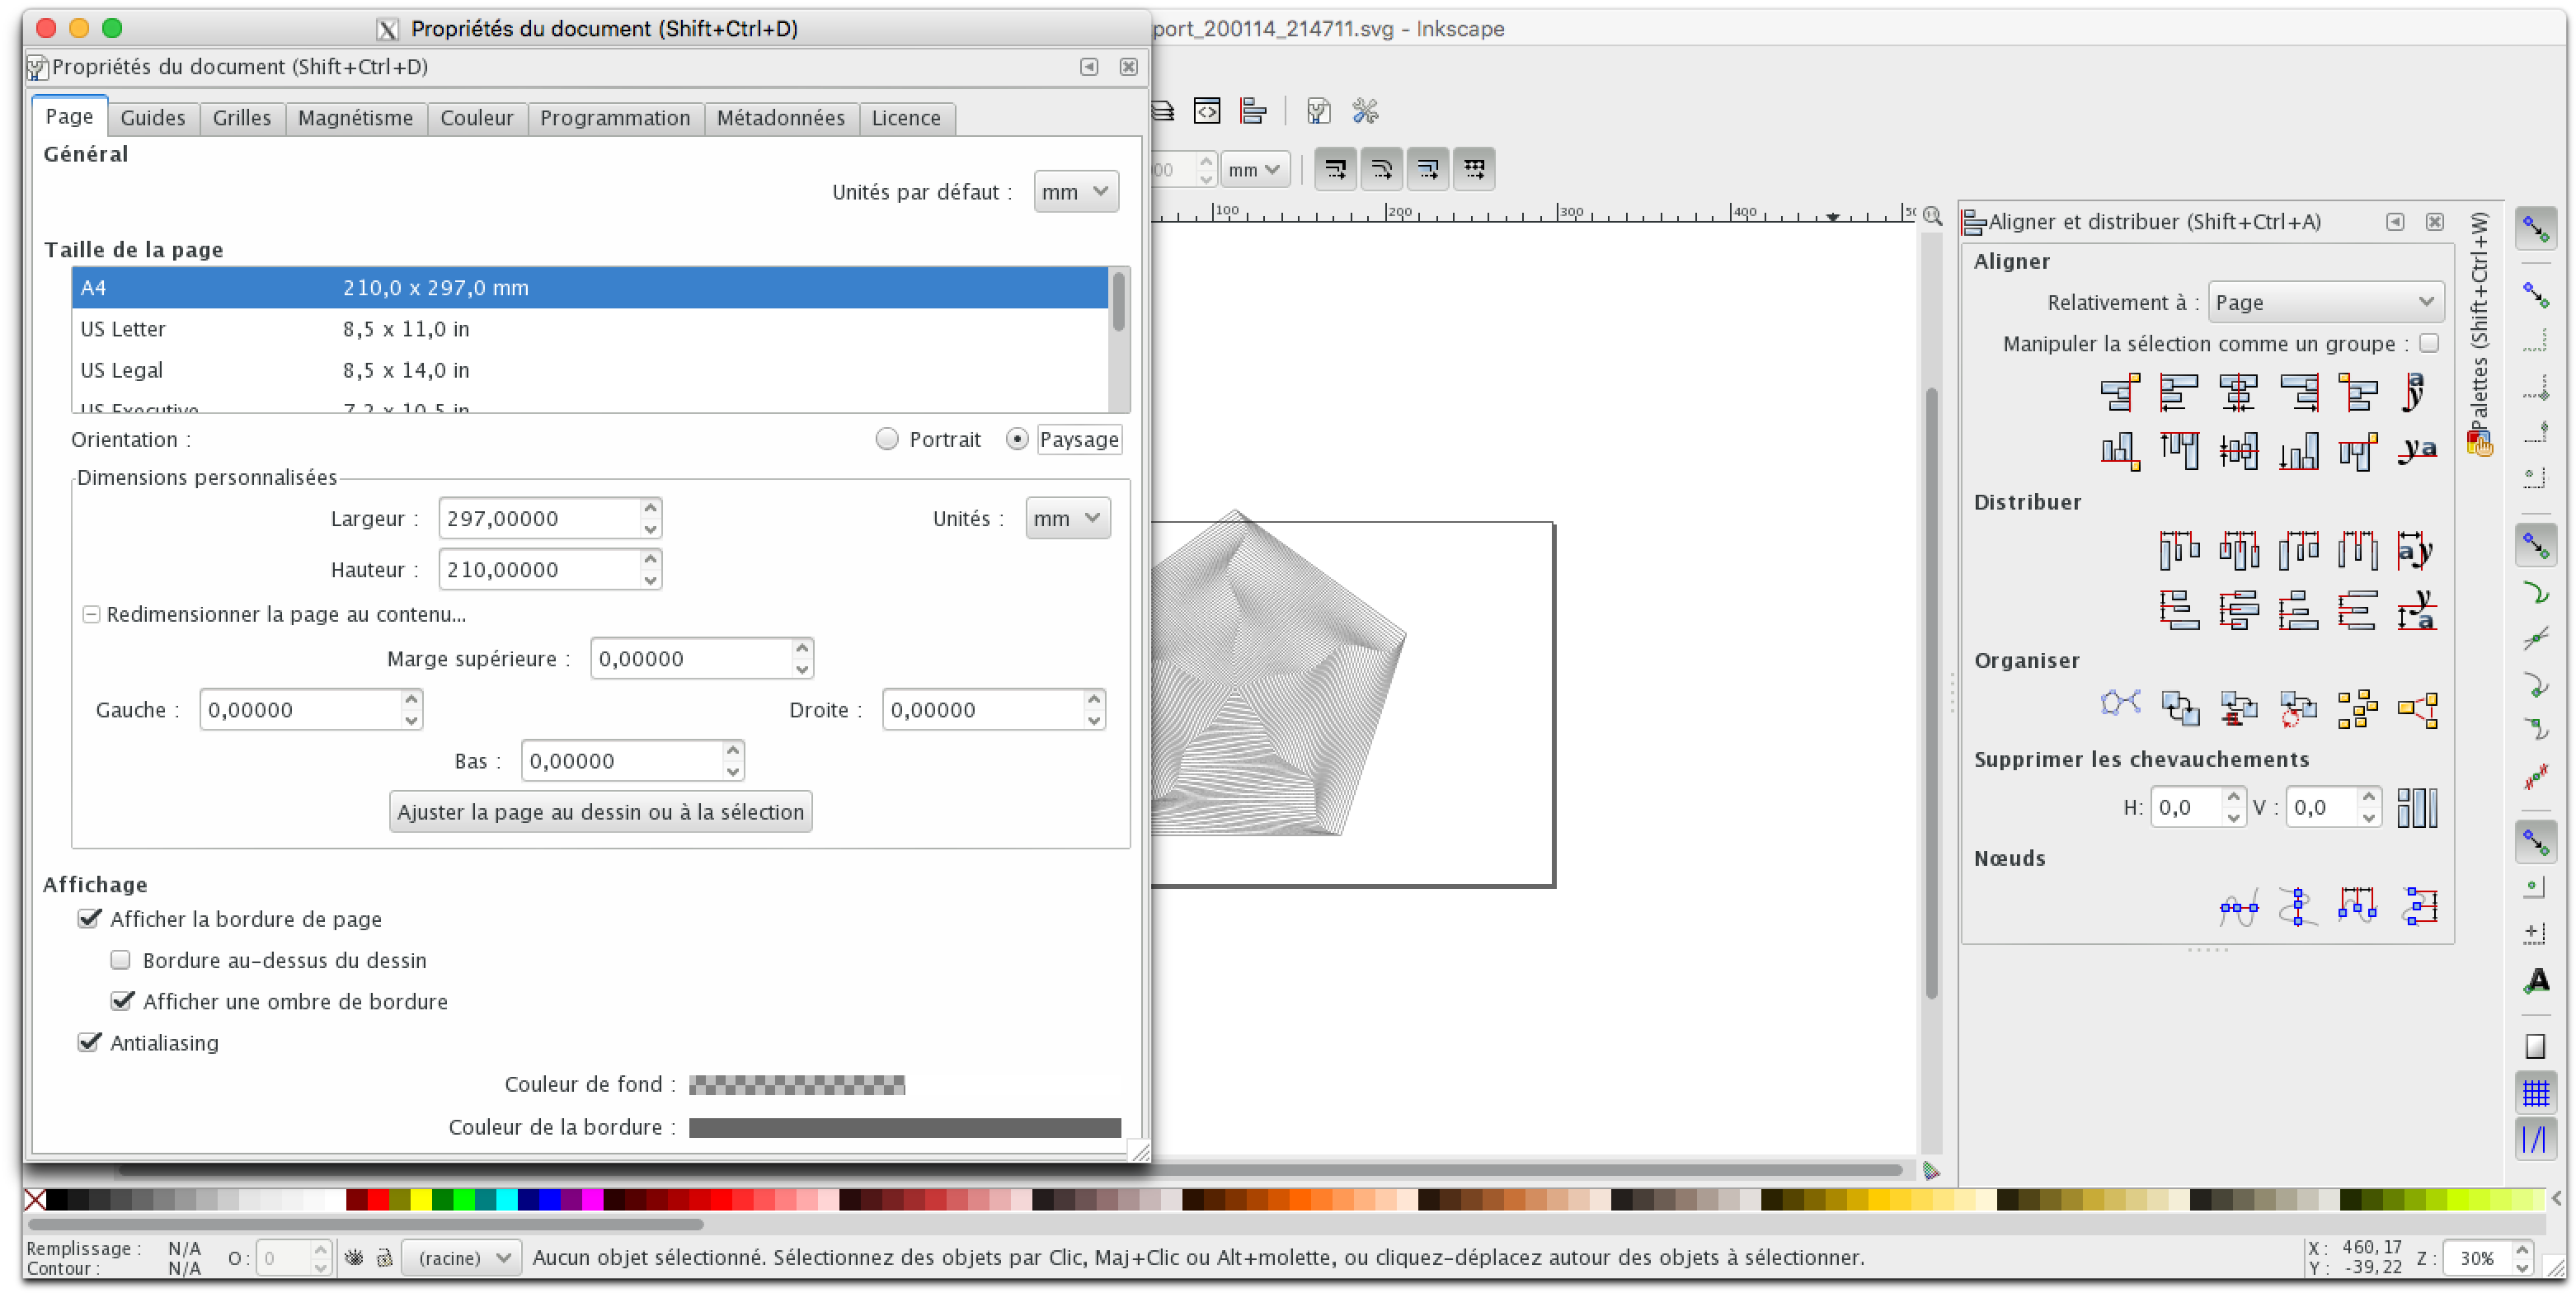 Propriétés du document (Shift+Ctrl+D)
port_200114_214711.svg - Inkscape
Propriétés du document (Shift+Ctrl+D)
Page
Guides
Grilles
Magnétisme
Couleur
Programmation
Métadonnées
Licence
Général
Unités par défaut : mm
Taille de la page
A4 210,0 x 297,0 mm
US Letter 8,5 x 11,0 in
US Legal 8,5 x 14,0 in
US Executive 7,2 x 10,5 in
Orientation : Portrait Paysage
Dimensions personnalisées
Largeur : 297,00000 Unités : mm
Hauteur : 210,00000
Redimensionner la page au contenu...
Marge supérieure : 0,00000
Gauche : 0,00000 Droite : 0,00000
Bas : 0,00000
Ajuster la page au dessin ou à la sélection
Affichage
Afficher la bordure de page
Bordure au-dessus du dessin
Afficher une ombre de bordure
Antialiasing
Couleur de fond :
Couleur de la bordure :
mm
100 200 300 400
Aligner et distribuer (Shift+Ctrl+A)
Aligner
Relativement à : Page
Manipuler la sélection comme un groupe :
Distribuer
Organiser
Supprimer les chevauchements
H: 0,0 V : 0,0
Nœuds
Palettes (Shift+Ctrl+W)
Remplissage : N/A
Contour : N/A
O : 0
(racine)
Aucun objet sélectionné. Sélectionnez des objets par Clic, Maj+Clic ou Alt+molette, ou cliquez-déplacez autour des objets à sélectionner.
X : 460,17
Y : -39,22
Z : 30%